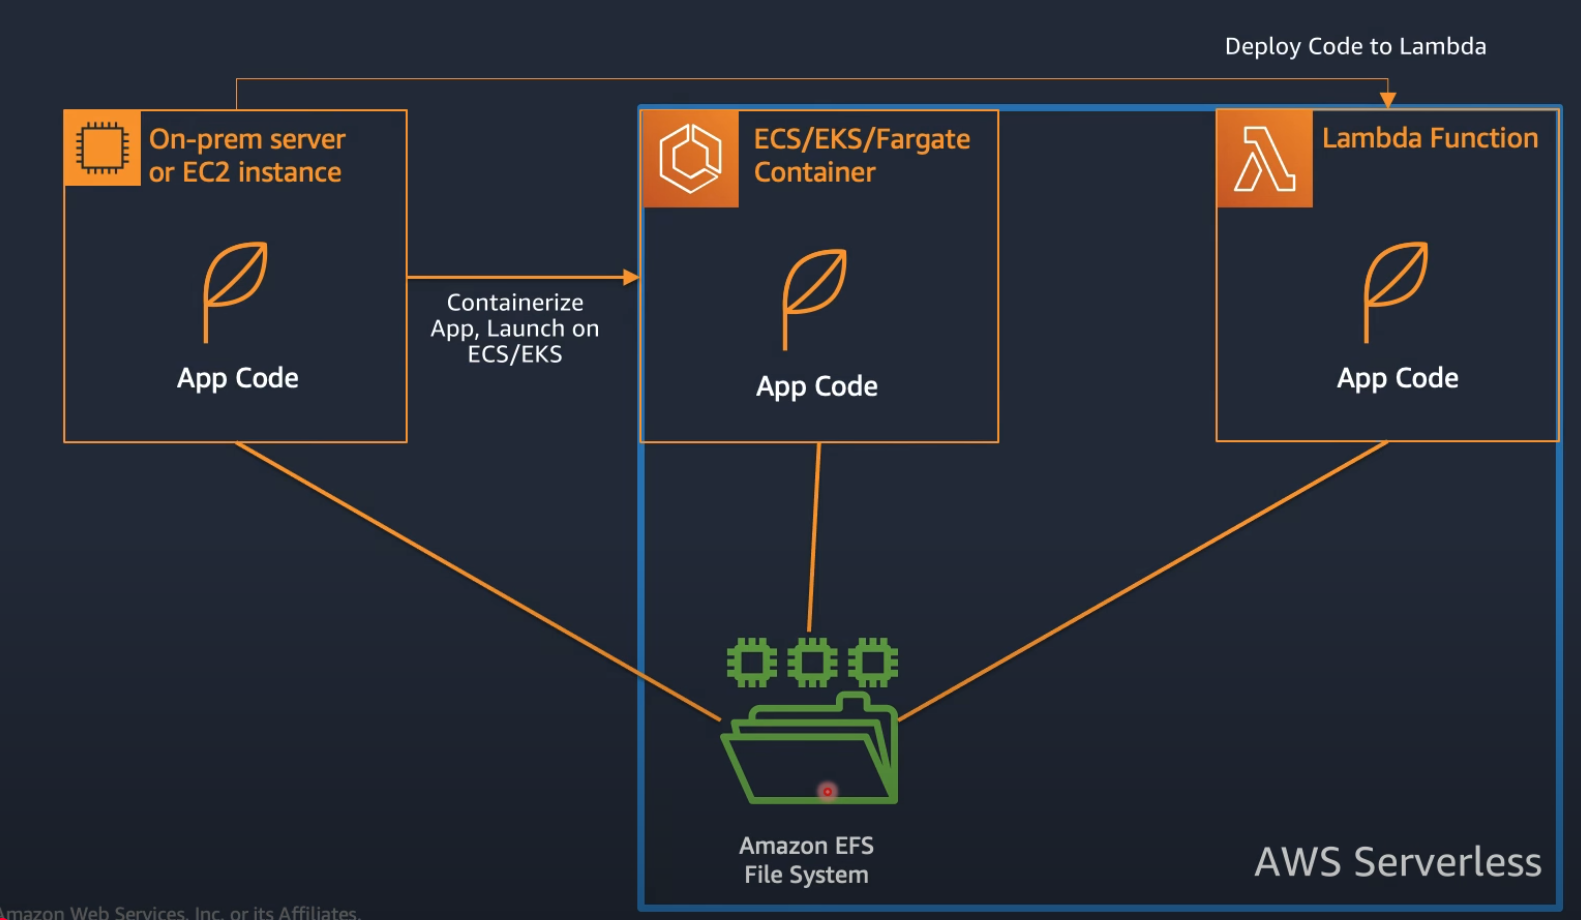 Deploy Code to Lambda
On-prem server
or EC2 instance
App Code
Containerize
App, Launch on
ECS/EKS
ECS/EKS/Fargate
Container
App Code
Lambda Function
App Code
Amazon EFS
File System
AWS Serverless
Amazon Web Services, Inc. or its Affiliates.